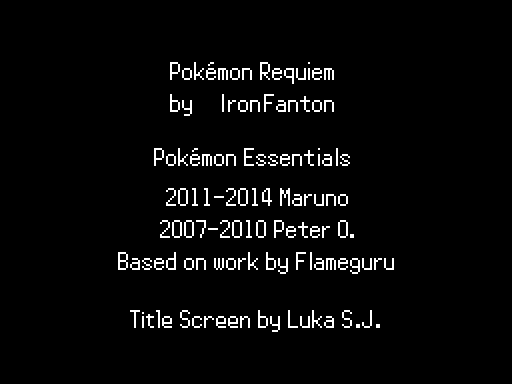 Pokémon Requiem
by IronFanton
Pokémon Essentials
2011-2014 Maruno
2007-2010 Peter O.
Based on work by Flameguru
Title Screen by Luka S.J.